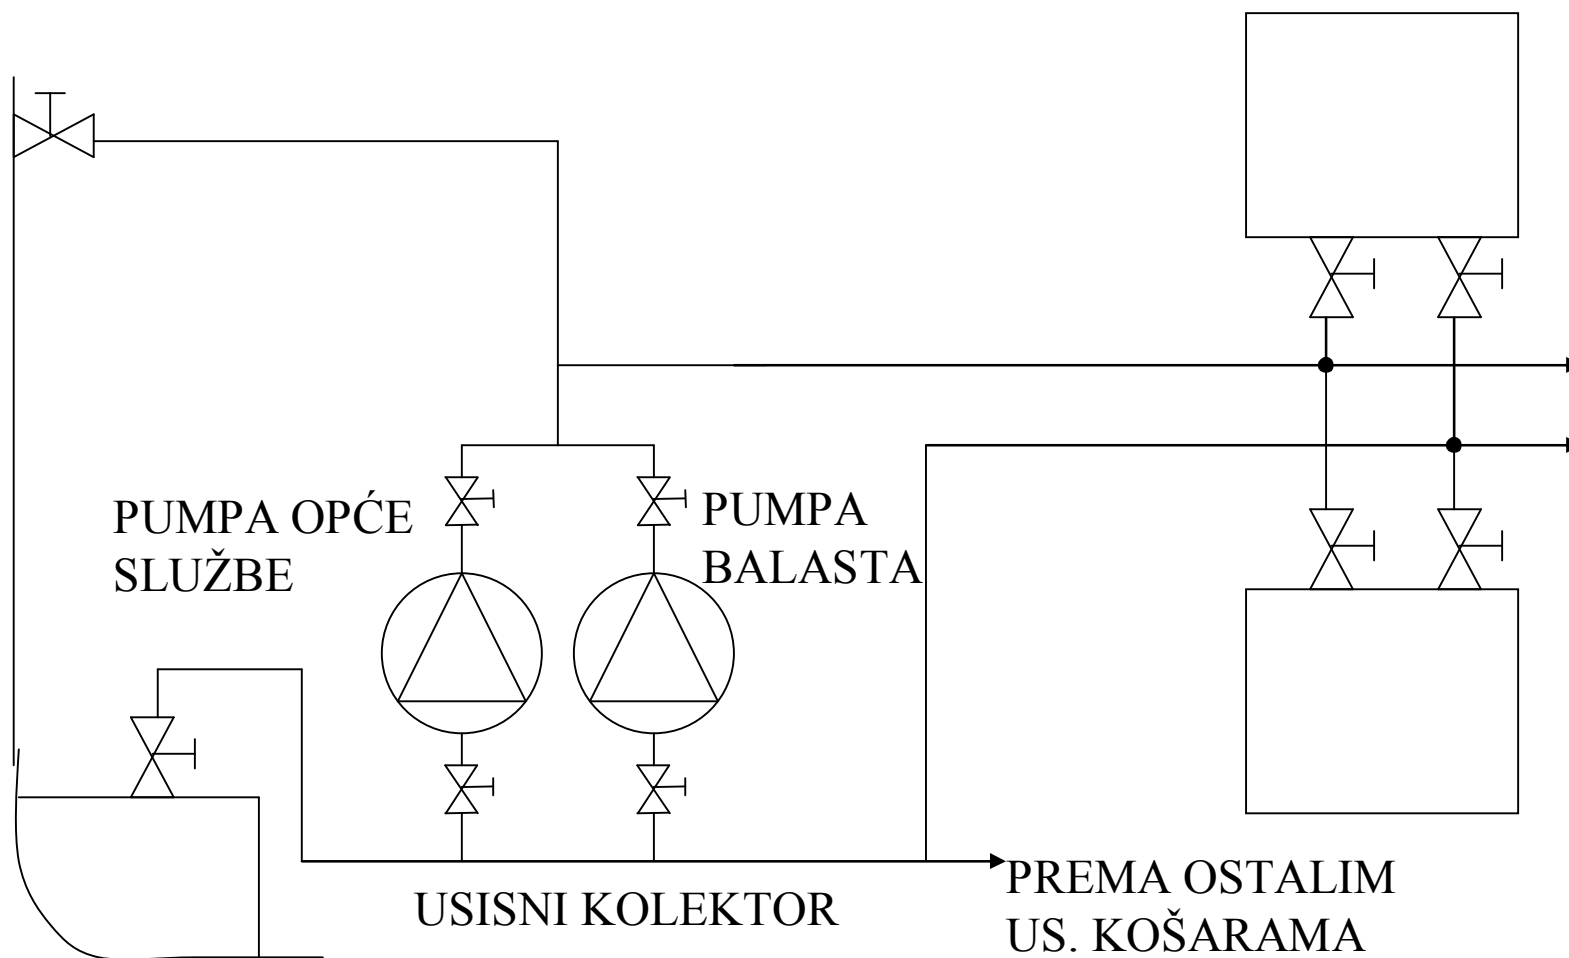 PUMPA OPĆE
SLUŽBE
PUMPA
BALASTA
USISNI KOLEKTOR
PREMA OSTALIM
US. KOŠARAMA